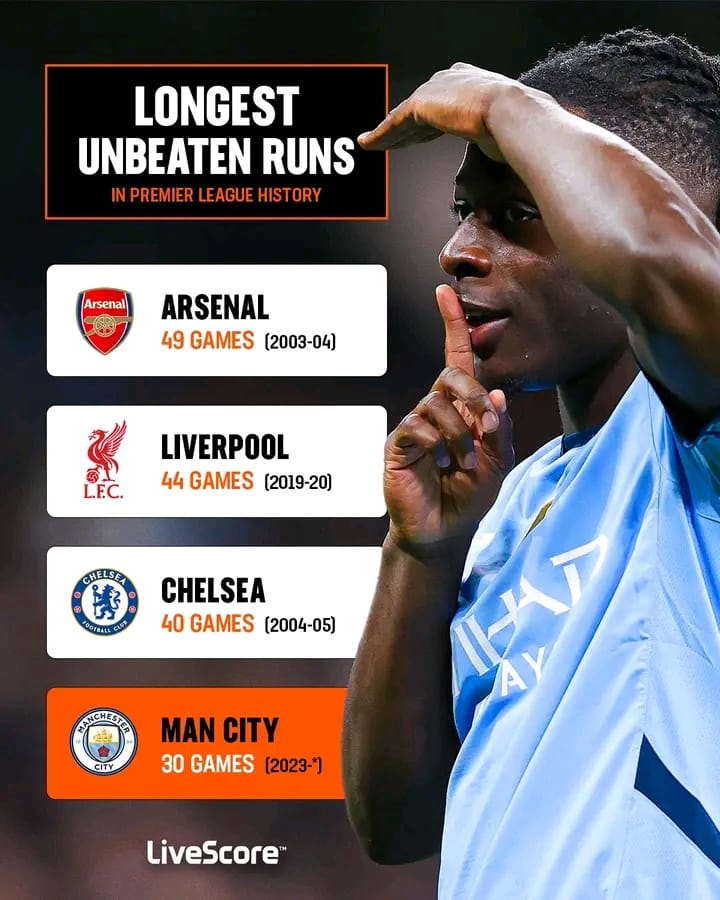 LONGEST
UNBEATEN RUNS
IN PREMIER LEAGUE HISTORY
Arsenal
ARSENAL
49 GAMES (2003-04)
L.F.C.
LIVERPOOL
44 GAMES (2019-20)
CHELSEA
FOOTBALL CLUB
CHELSEA
40 GAMES (2004-05)
MANCHESTER
CITY
MAN CITY
30 GAMES (2023-*)
LiveScore™